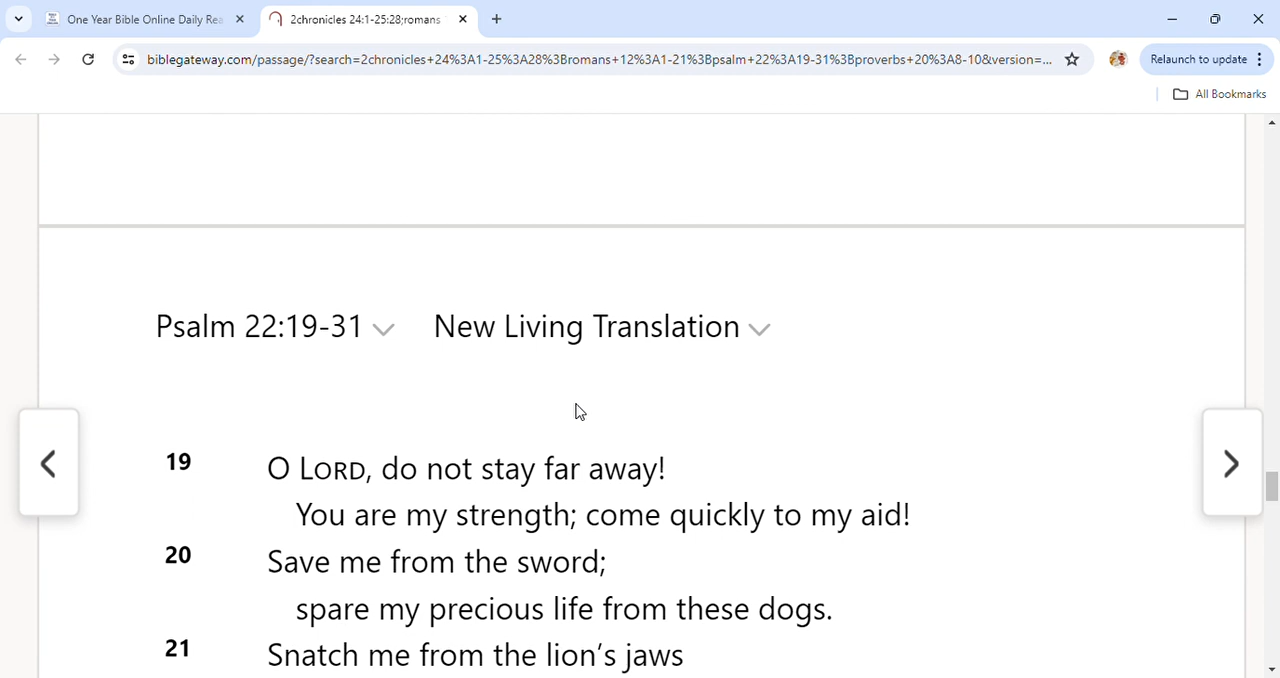 One Year Bible Online Daily Rea
2chronicles 24:1-25:28;romans
biblegateway.com/passage/?search=2chronicles+24%3A1-25%3A28%3Bromans+12%3A1-21%3Bpsalm+22%3A19-31%3Bproverbs+20%3A8-10&version=...
Relaunch to update
All Bookmarks
Psalm 22:19-31 New Living Translation
19 O LORD, do not stay far away!
You are my strength; come quickly to my aid!
20 Save me from the sword;
spare my precious life from these dogs.
21 Snatch me from the lion’s jaws